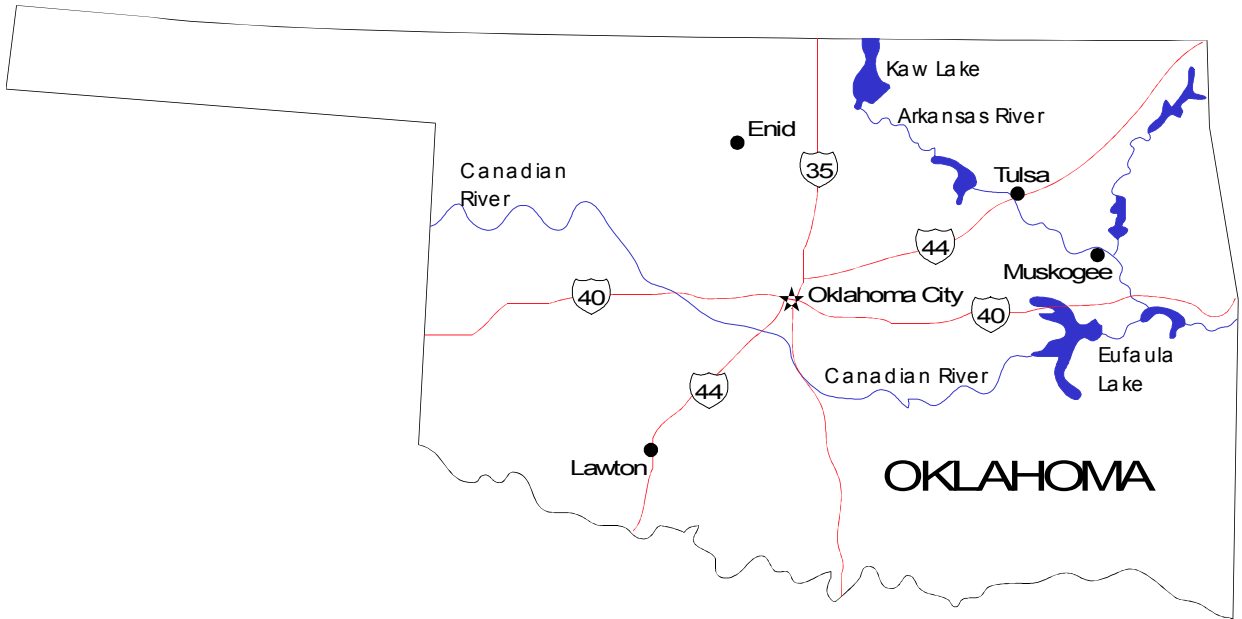 Kaw Lake
Arkansas River
Enid
35
Canadian
River
Tulsa
44
Muskogee
40
Oklahoma City
40
Eufaula
Lake
Canadian River
44
Lawton
OKLAHOMA